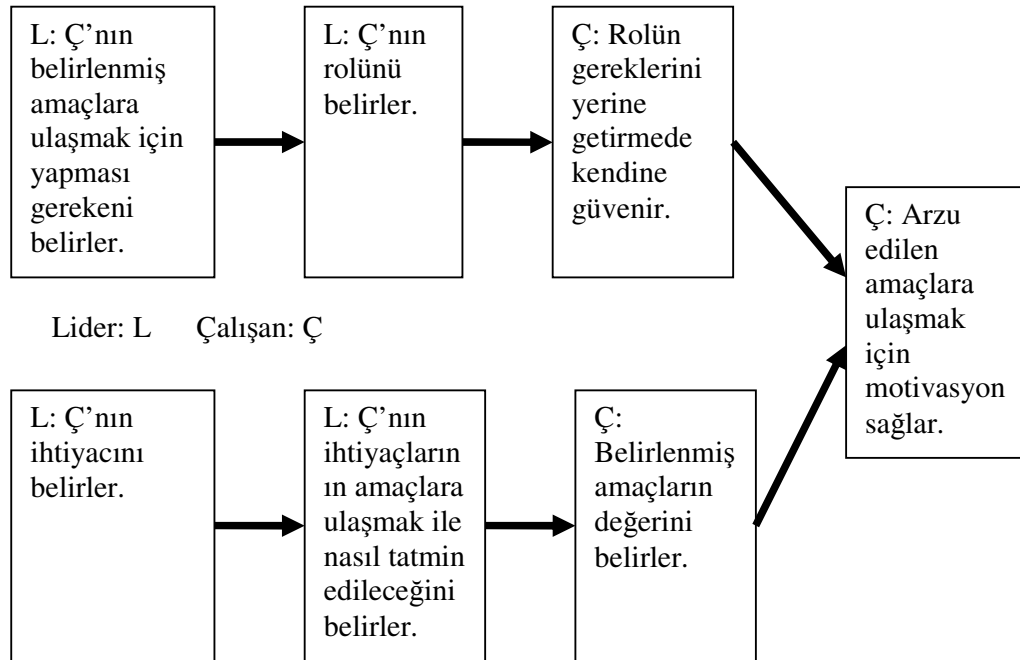 L: Ç’nın
belirlenmiş
amaçlara
ulaşmak için
yapması
gerekeni
belirler.
L: Ç’nın
rolünü
belirler.
Ç: Rolün
gereklerini
yerine
getirmede
kendine
güvenir.
Ç: Arzu
edilen
amaçlara
ulaşmak
için
motivasyon
sağlar.
Lider: L Çalışan: Ç
L: Ç’nın
ihtiyacını
belirler.
L: Ç’nın
ihtiyaçların
ın amaçlara
ulaşmak ile
nasıl tatmin
edileceğini
belirler.
Ç:
Belirlenmiş
amaçların
değerini
belirler.